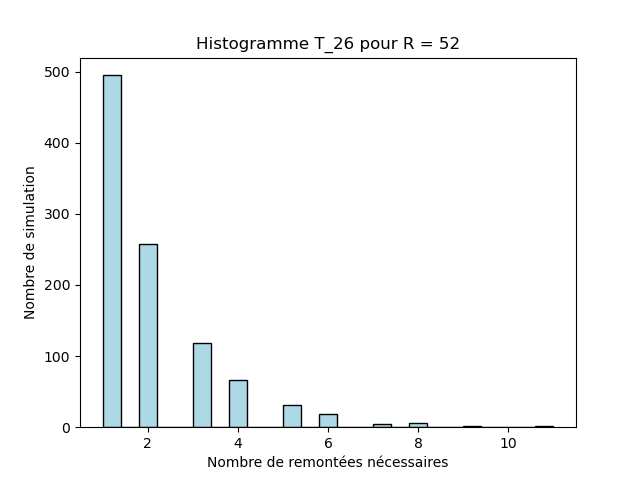 Histogramme T_26 pour R = 52
500
400
300
200
100
0
Nombre de simulation
2 4 6 8 10
Nombre de remontées nécessaires